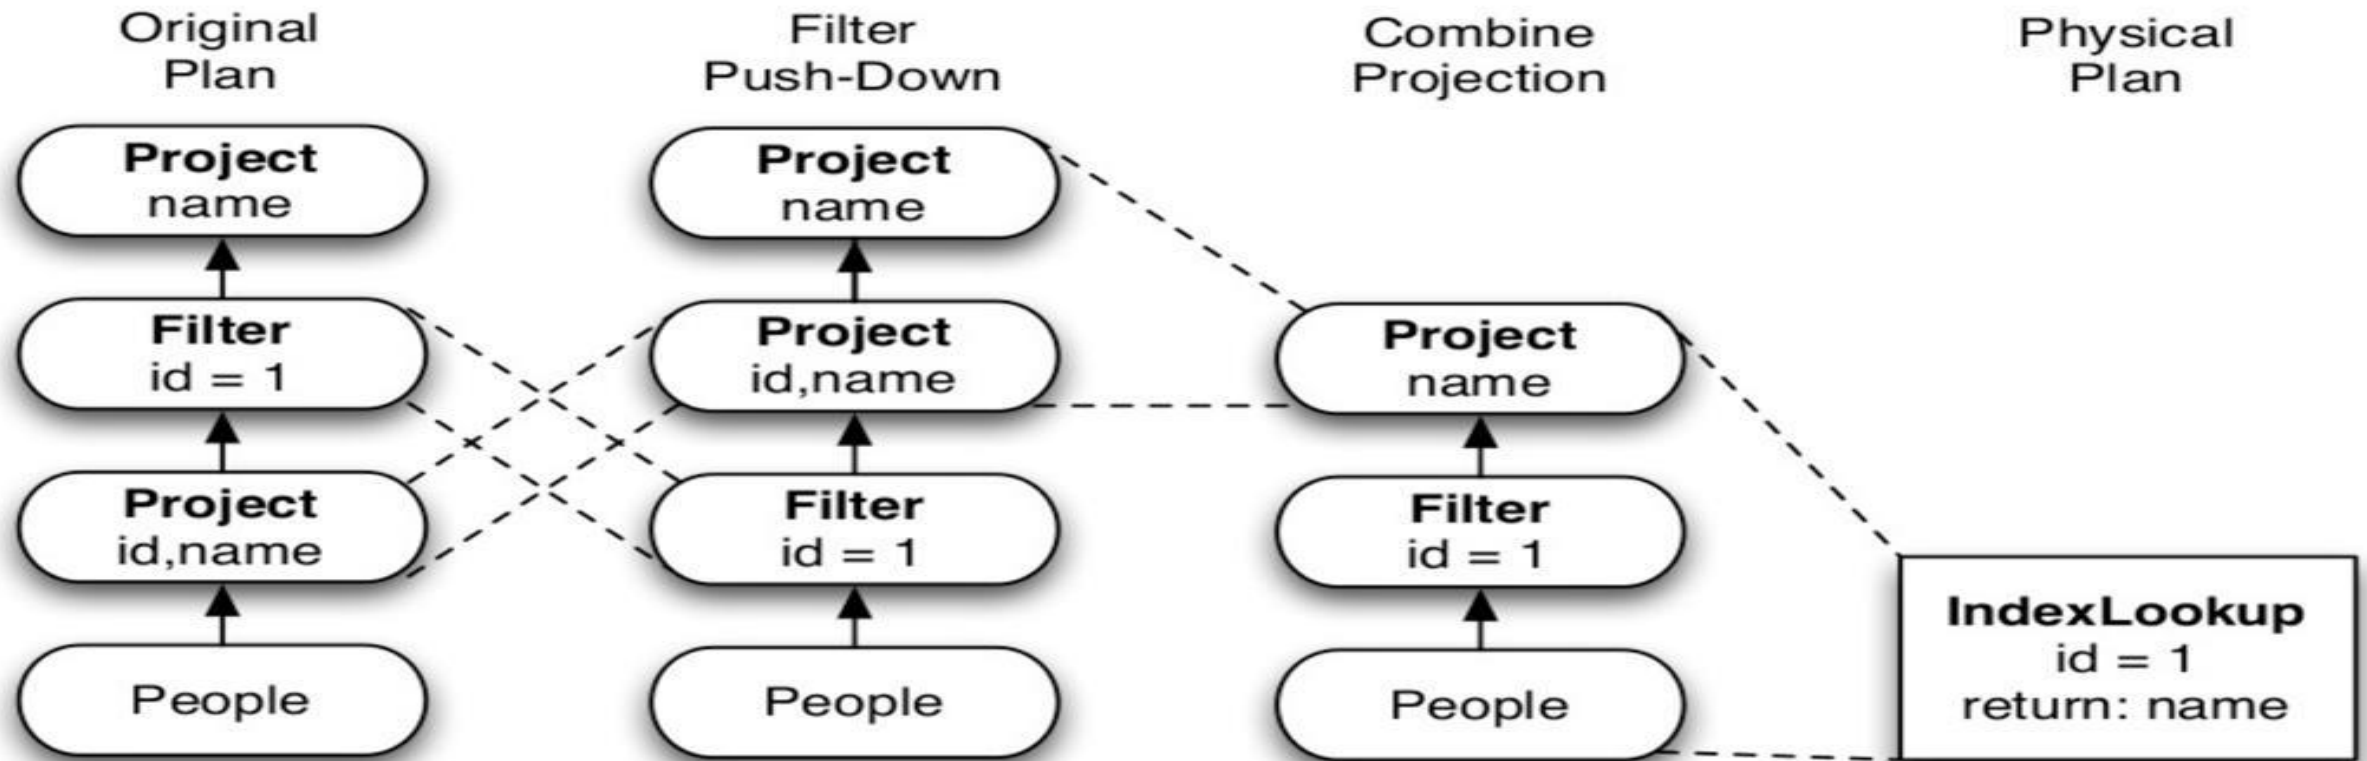 Original
Plan
Project
name
Filter
id = 1
Project
id,name
People
Filter
Push-Down
Project
name
Project
id,name
Filter
id = 1
People
Combine
Projection
Project
name
Filter
id = 1
People
Physical
Plan
IndexLookup
id = 1
return: name